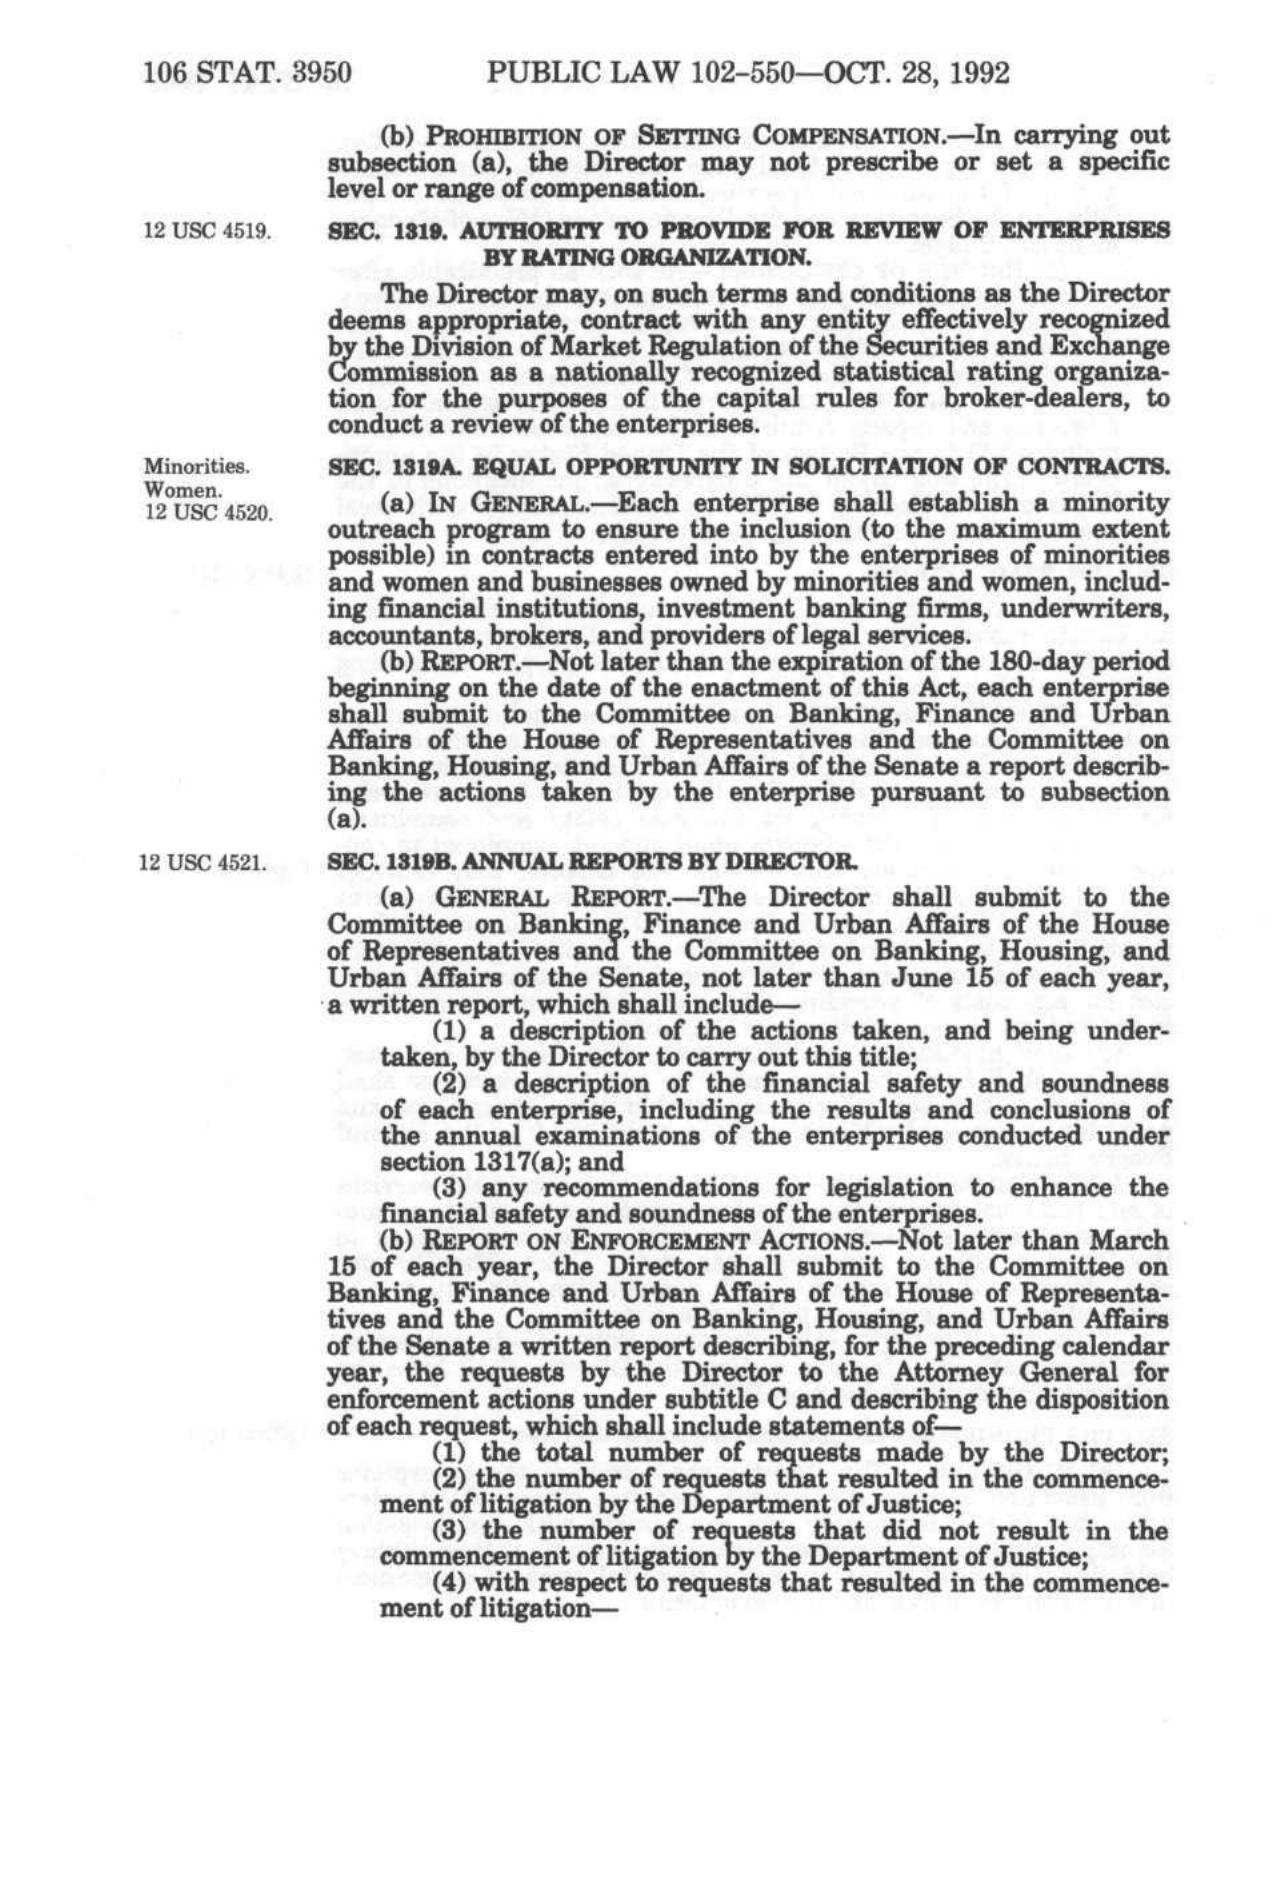 106 STAT. 3950 PUBLIC LAW 102-550—OCT. 28, 1992
(b) PROHIBITION OF SETTING COMPENSATION.—In carrying out
subsection (a), the Director may not prescribe or set a specific
level or range of compensation.
12 USC 4519. SEC. 1319. AUTHORITY TO PROVIDE FOR REVIEW OF ENTERPRISES
BY RATING ORGANIZATION.
The Director may, on such terms and conditions as the Director
deems appropriate, contract with any entity effectively recognized
by the Division of Market Regulation of the Securities and Exchange
Commission as a nationally recognized statistical rating organiza-
tion for the purposes of the capital rules for broker-dealers, to
conduct a review of the enterprises.
Minorities.
Women.
12 USC 4520.
SEC. 1319A. EQUAL OPPORTUNITY IN SOLICITATION OF CONTRACTS.
(a) IN GENERAL.—Each enterprise shall establish a minority
outreach program to ensure the inclusion (to the maximum extent
possible) in contracts entered into by the enterprises of minorities
and women and businesses owned by minorities and women, includ-
ing financial institutions, investment banking firms, underwriters,
accountants, brokers, and providers of legal services.
(b) REPORT.—Not later than the expiration of the 180-day period
beginning on the date of the enactment of this Act, each enterprise
shall submit to the Committee on Banking, Finance and Urban
Affairs of the House of Representatives and the Committee on
Banking, Housing, and Urban Affairs of the Senate a report describ-
ing the actions taken by the enterprise pursuant to subsection
(a).
12 USC 4521. SEC. 1319B. ANNUAL REPORTS BY DIRECTOR.
(a) GENERAL REPORT.—The Director shall submit to the
Committee on Banking, Finance and Urban Affairs of the House
of Representatives and the Committee on Banking, Housing, and
Urban Affairs of the Senate, not later than June 15 of each year,
a written report, which shall include—
(1) a description of the actions taken, and being under-
taken, by the Director to carry out this title;
(2) a description of the financial safety and soundness
of each enterprise, including the results and conclusions of
the annual examinations of the enterprises conducted under
section 1317(a); and
(3) any recommendations for legislation to enhance the
financial safety and soundness of the enterprises.
(b) REPORT ON ENFORCEMENT ACTIONS.—Not later than March
15 of each year, the Director shall submit to the Committee on
Banking, Finance and Urban Affairs of the House of Representa-
tives and the Committee on Banking, Housing, and Urban Affairs
of the Senate a written report describing, for the preceding calendar
year, the requests by the Director to the Attorney General for
enforcement actions under subtitle C and describing the disposition
of each request, which shall include statements of—
(1) the total number of requests made by the Director;
(2) the number of requests that resulted in the commence-
ment of litigation by the Department of Justice;
(3) the number of requests that did not result in the
commencement of litigation by the Department of Justice;
(4) with respect to requests that resulted in the commence-
ment of litigation—